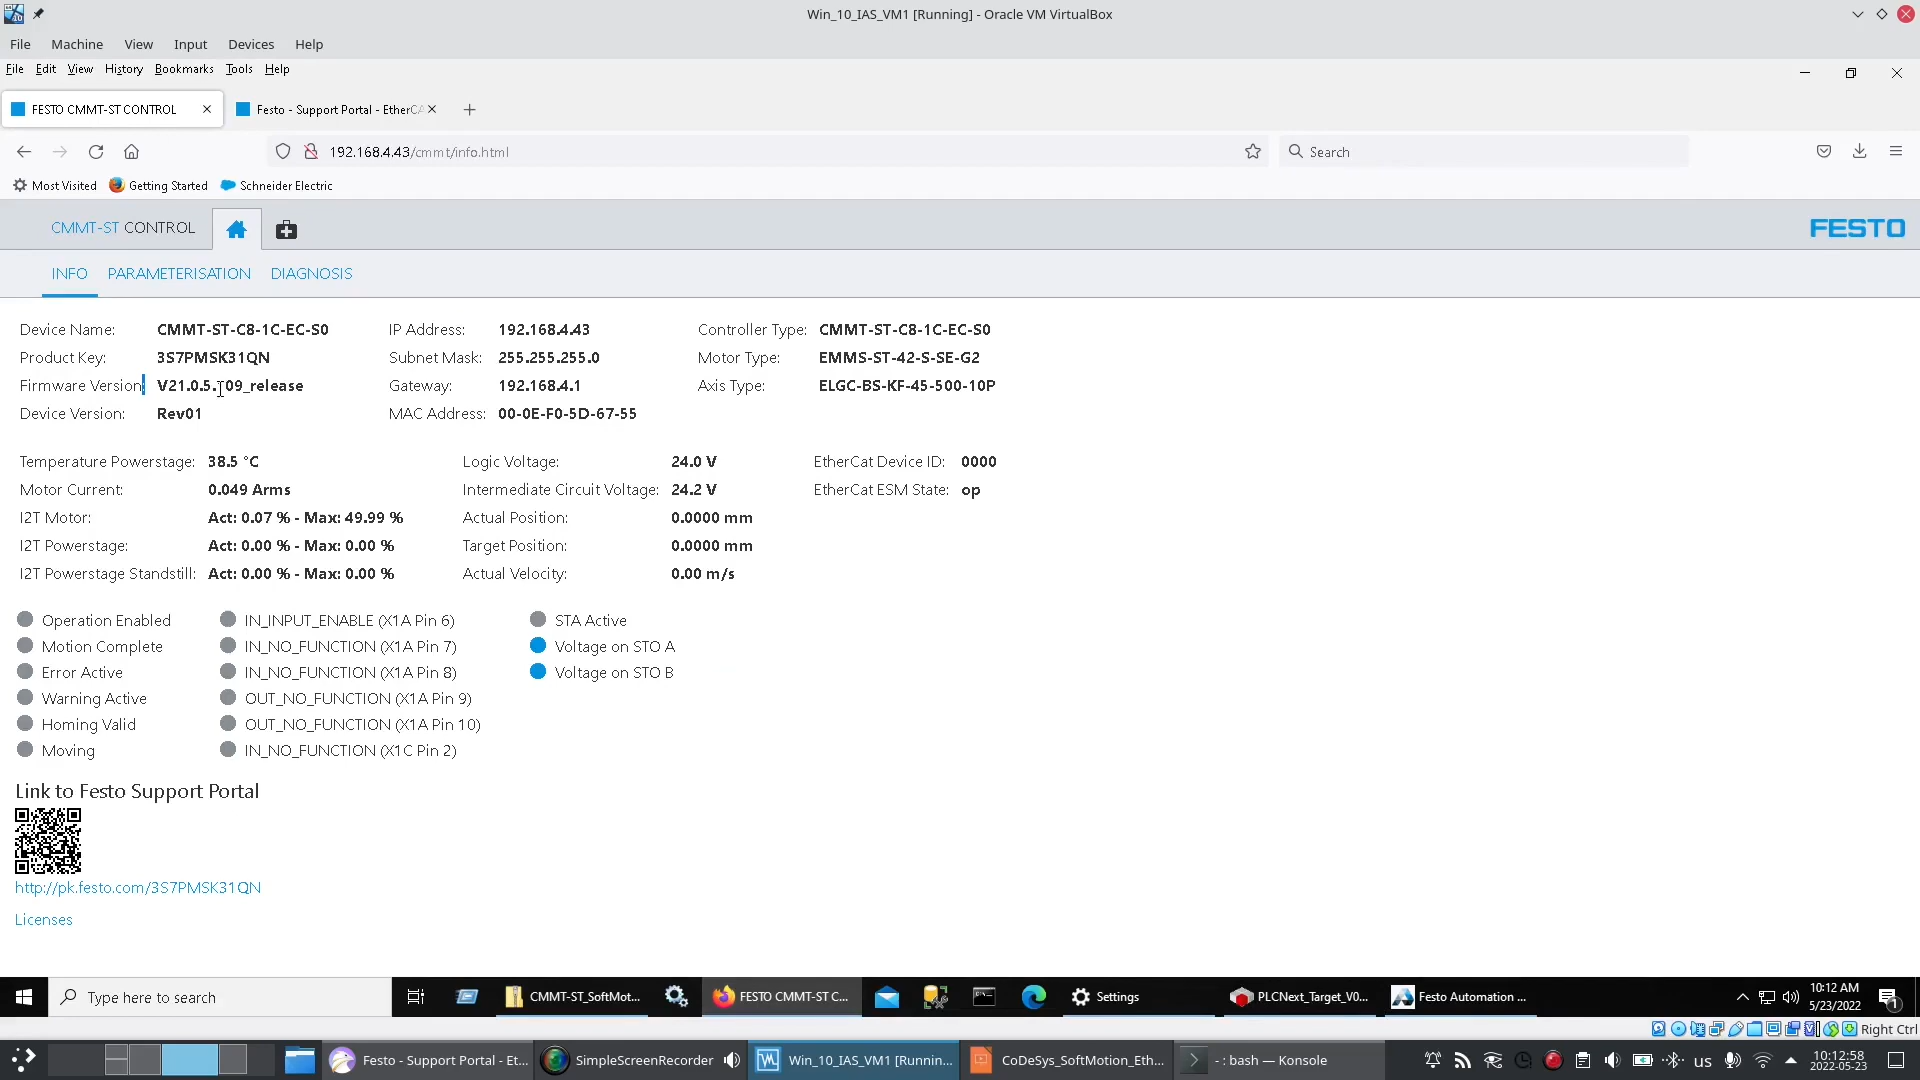 Win_10_IAS_VM1 [Running] - Oracle VM VirtualBox
File Machine View Input Devices Help
File Edit View History Bookmarks Tools Help
FESTO CMMT-ST CONTROL Festo - Support Portal - EtherCA
192.168.4.43/cmmt/info.html Search
Most Visited Getting Started Schneider Electric
CMMT-ST CONTROL FESTO
INFO PARAMETERISATION DIAGNOSIS
Device Name: CMMT-ST-C8-1C-EC-S0 IP Address: 192.168.4.43 Controller Type: CMMT-ST-C8-1C-EC-S0
Product Key: 3S7PMSK31QN Subnet Mask: 255.255.255.0 Motor Type: EMMS-ST-42-S-SE-G2
Firmware Version: Gateway: 192.168.4.1 Axis Type: ELGC-BS-KF-45-500-10P
Device Version: Rev01 MAC Address: 00-0E-F0-5D-67-55
Temperature Powerstage: 38.5 °C Logic Voltage: 24.0 V EtherCat Device ID: 0000
Motor Current: 0.049 Arms Intermediate Circuit Voltage: 24.2 V EtherCat ESM State: op
I2T Motor: Act: 0.07 % - Max: 49.99 % Actual Position: 0.0000 mm
I2T Powerstage: Act: 0.00 % - Max: 0.00 % Target Position: 0.0000 mm
I2T Powerstage Standstill: Act: 0.00 % - Max: 0.00 % Actual Velocity: 0.00 m/s
Operation Enabled IN_INPUT_ENABLE (X1A Pin 6) STA Active
Motion Complete IN_NO_FUNCTION (X1A Pin 7) Voltage on STO A
Error Active IN_NO_FUNCTION (X1A Pin 8) Voltage on STO B
Warning Active OUT_NO_FUNCTION (X1A Pin 9)
Homing Valid OUT_NO_FUNCTION (X1A Pin 10)
Moving IN_NO_FUNCTION (X1C Pin 2)
Link to Festo Support Portal
http://pk.festo.com/3S7PMSK31QN
Licenses
Type here to search CMMT-ST_SoftMot... FESTO CMMT-ST C... Settings PLCNext_Target_V0... Festo Automation ... 10:12 AM
5/23/2022 1
Right Ctrl
Festo - Support Portal - Et... SimpleScreenRecorder Win_10_IAS_VM1 [Runnin... CoDeSys_SoftMotion_Eth... - : bash — Konsole us 10:12:58
2022-05-23